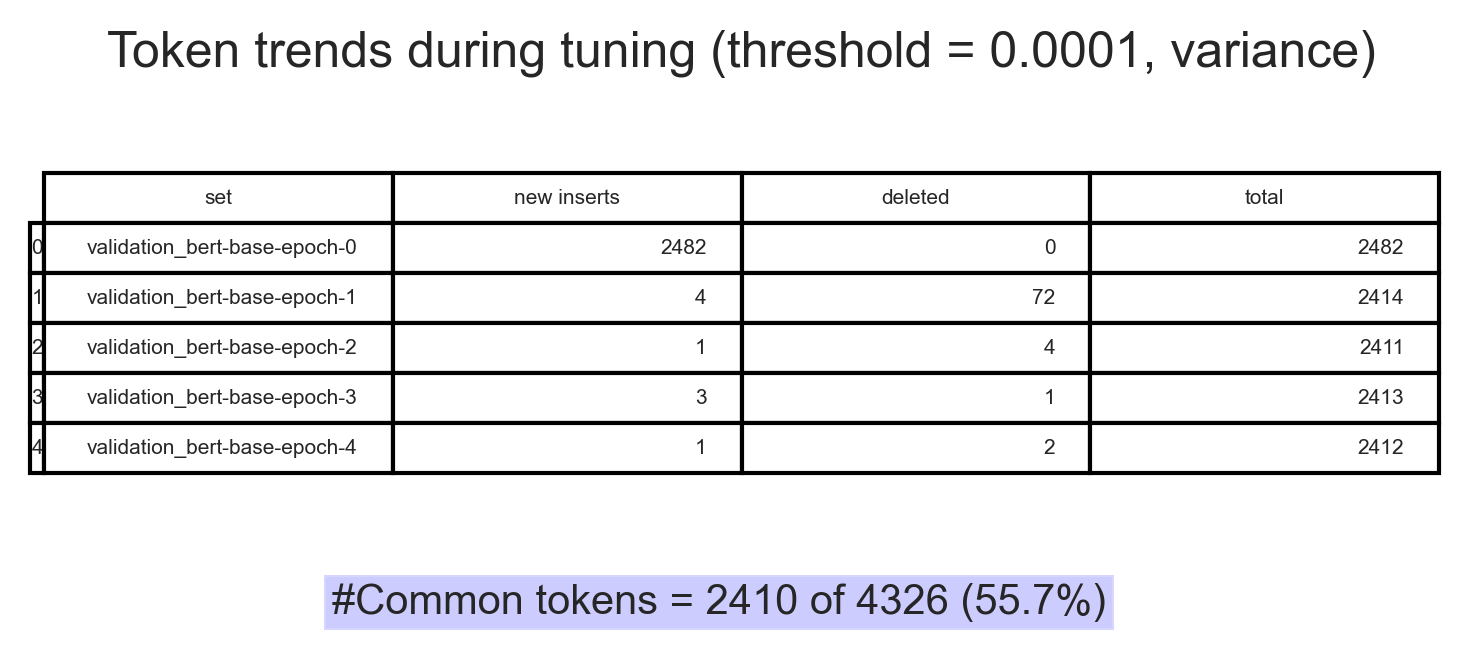 Token trends during tuning (threshold = 0.0001, variance)
set new inserts deleted total
0 validation_bert-base-epoch-0 2482 0 2482
1 validation_bert-base-epoch-1 4 72 2414
2 validation_bert-base-epoch-2 1 4 2411
3 validation_bert-base-epoch-3 3 1 2413
4 validation_bert-base-epoch-4 1 2 2412
#Common tokens = 2410 of 4326 (55.7%)